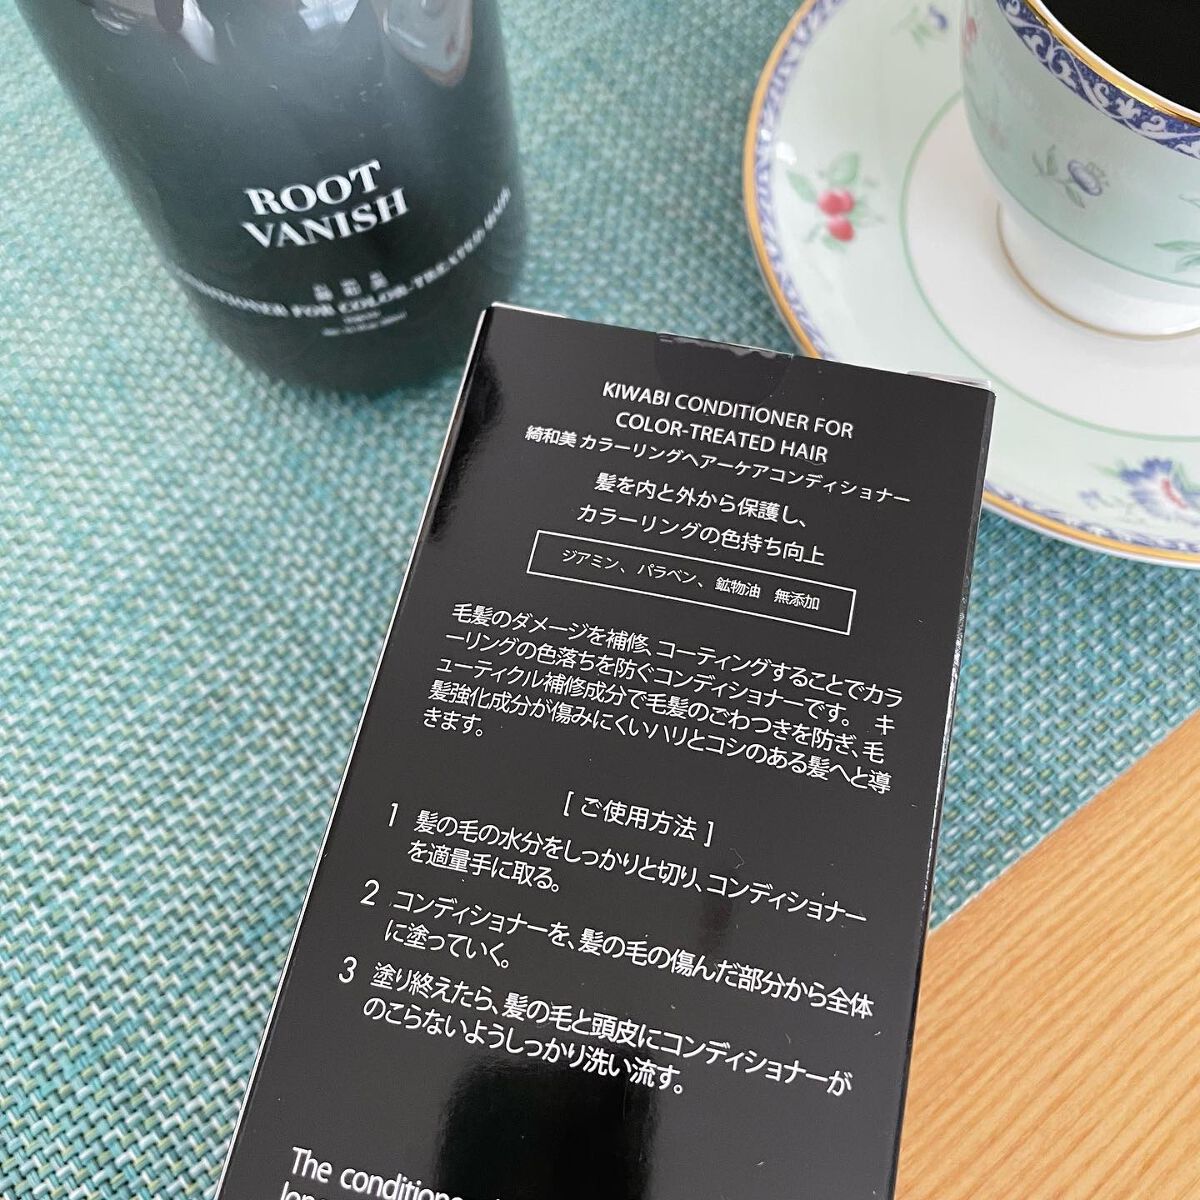 ROOT
VANISH
綺和美
CONDITIONER FOR COLOR-TREATED HAIR
KIWABI CONDITIONER FOR
COLOR-TREATED HAIR
綺和美 カラーリングヘアーケアコンディショナー
髪を内と外から保護し、
カラーリングの色持ち向上
ジアミン、パラベン、鉱物油 無添加
毛髪のダメージを補修、コーティングすることでカラ
ーリングの色落ちを防ぐコンディショナーです。 キ
ューティクル補修成分で毛髪のごわつきを防ぎ、毛
髪強化成分が傷みにくいハリとコシのある髪へと導
きます。
[ ご使用方法 ]
1 髪の毛の水分をしっかりと切り、コンディショナー
を適量手に取る。
2 コンディショナーを、髪の毛の傷んだ部分から全体
に塗っていく。
3 塗り終えたら、髪の毛と頭皮にコンディショナーが
のこらないようしっかり洗い流す。
The conditione